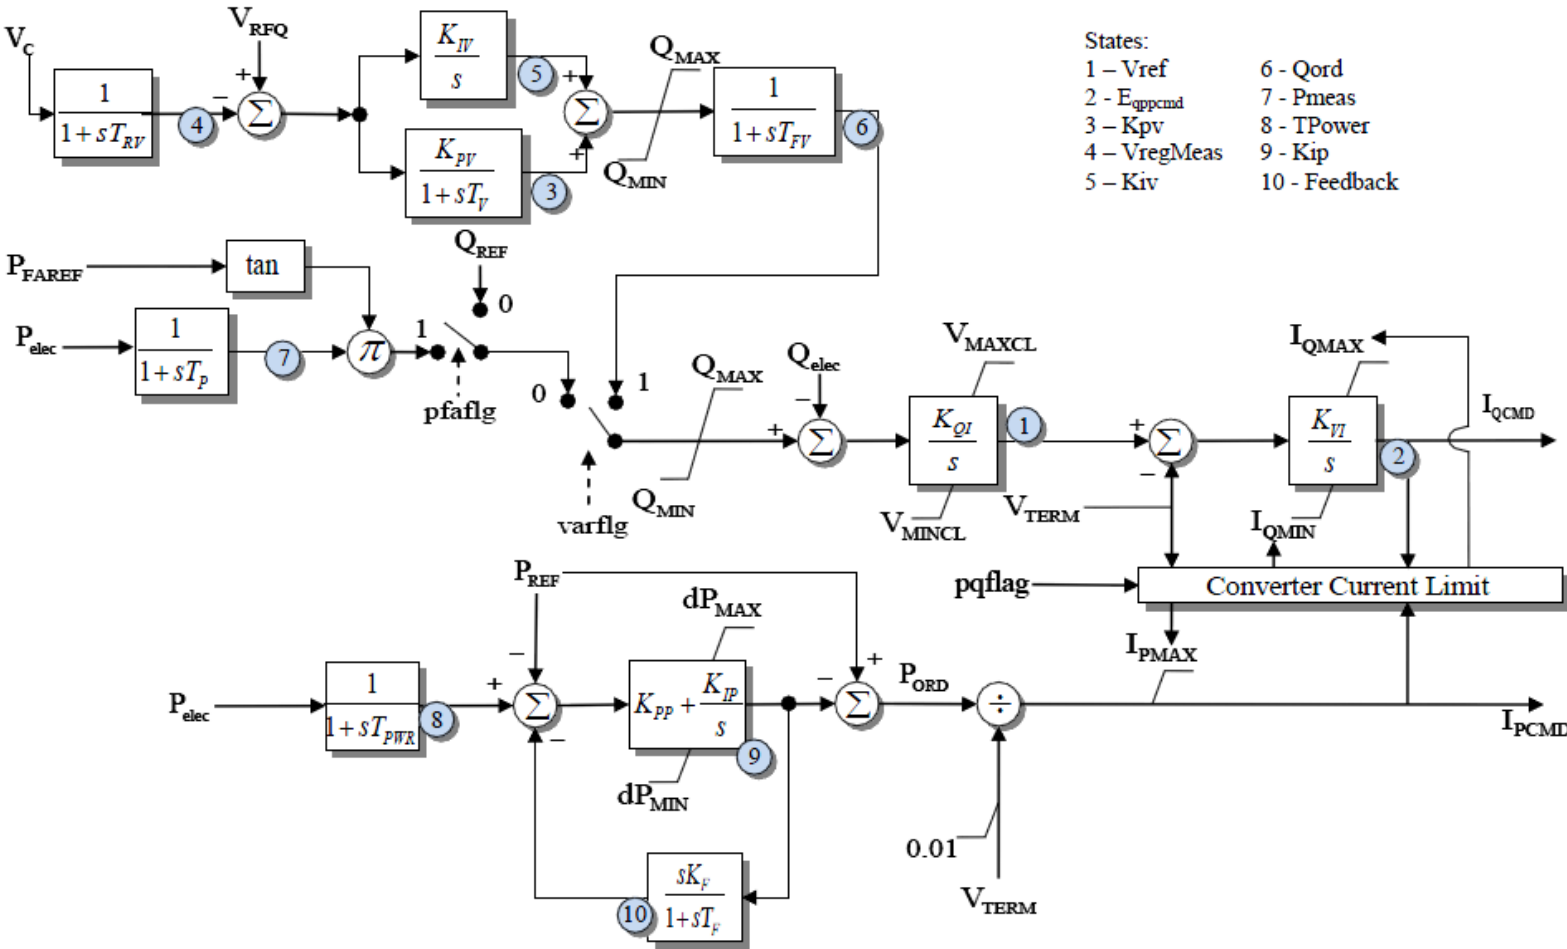 V_C
V_RFQ
K_IV
s
Q_MAX
States:
1 – Vref
6 - Qord
2 - E_qppcmd
7 - Pmeas
3 – Kpv
8 - TPower
4 – VregMeas
9 - Kip
5 – Kiv
10 - Feedback
1
1 + sT_RV
4
−
+
Σ
5
+
Σ
+
K_PV
1 + sT_V
3
Q_MIN
1
1 + sT_FV
6
P_FAREF
tan
Q_REF
0
P_elec
1
1 + sT_P
7
π
1
pfaflg
0
1
varflg
Q_MAX
Q_MIN
Q_elec
−
+
Σ
V_MAXCL
K_QI
s
1
V_MINCL
+
Σ
−
V_TERM
I_QMAX
K_VI
s
2
I_QCMD
I_QMIN
pqflag
Converter Current Limit
I_PMAX
P_REF
dP_MAX
P_elec
1
1 + sT_PWR
8
+
−
Σ
−
K_PP + K_IP
s
9
dP_MIN
−
+
Σ
P_ORD
÷
I_PCMD
0.01
V_TERM
sK_F
1 + sT_F
10